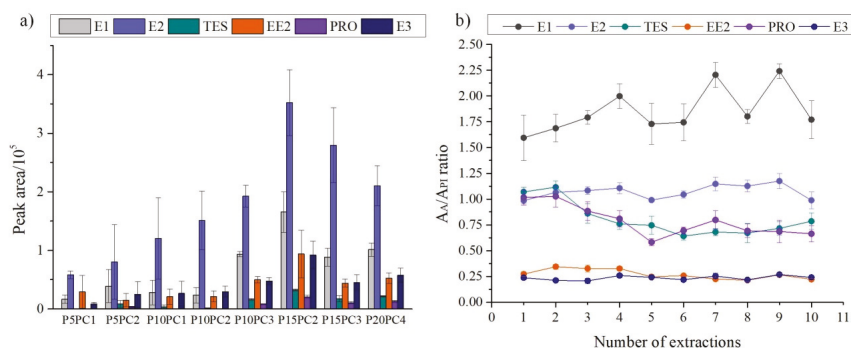 a)
E1 E2 TES EE2 PRO E3
Peak area/10⁵
5
4
3
2
1
0
P5PC1 P5PC2 P10PC1 P10PC2 P10PC3 P15PC2 P15PC3 P20PC4
b)
E1 E2 TES EE2 PRO E3
A_A/A_PI ratio
2.50
2.25
2.00
1.75
1.50
1.25
1.00
0.75
0.50
0.25
0.00
0 1 2 3 4 5 6 7 8 9 10 11
Number of extractions